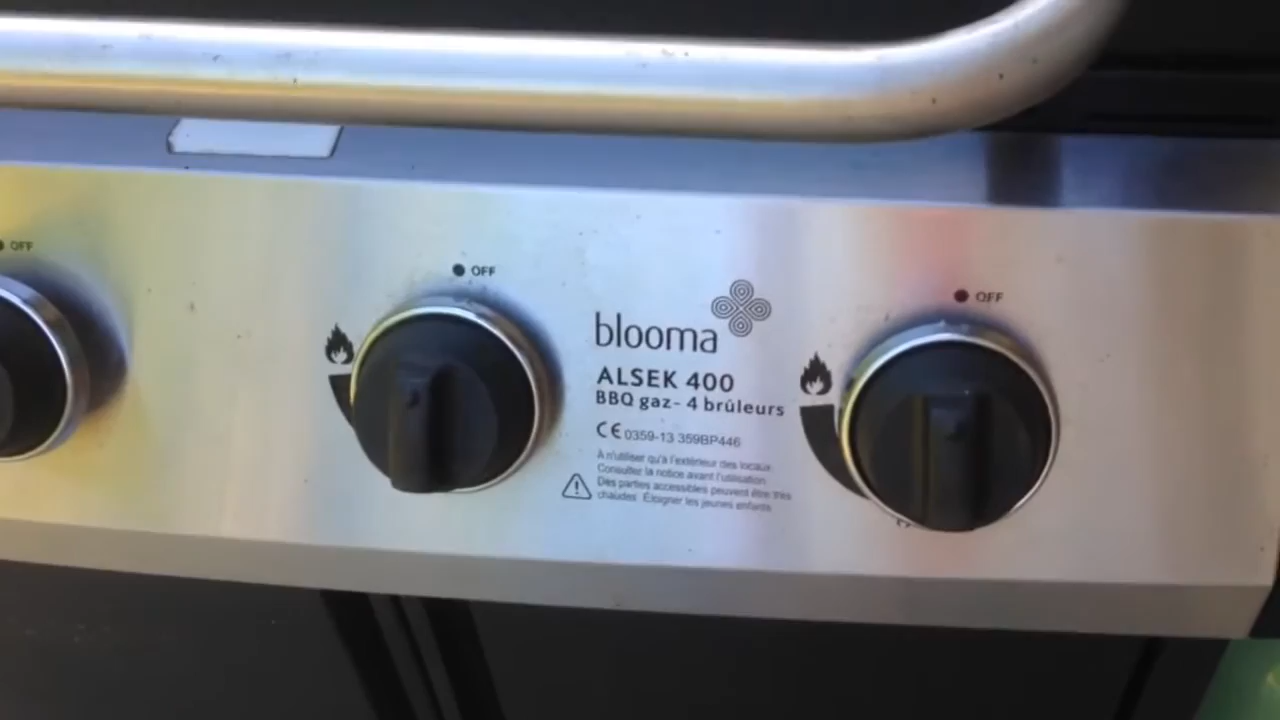 OFF
OFF
OFF
blooma
ALSEK 400
BBQ gaz- 4 brûleurs
CE 0359-13 359BP446
À n'utiliser qu'à l'extérieur des locaux
Consulter la notice avant l'utilisation
Des parties accessibles peuvent être très
chaudes. Éloigner les jeunes enfants